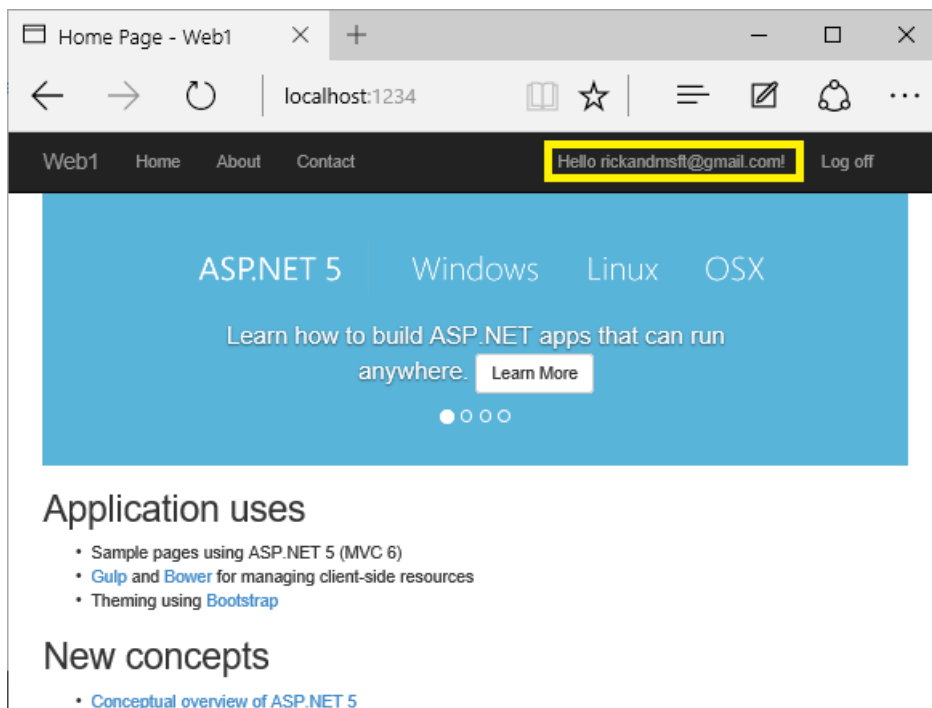 Home Page - Web1
localhost:1234
Web1 Home About Contact Hello rickandmsft@gmail.com! Log off
ASP.NET 5 Windows Linux OSX
Learn how to build ASP.NET apps that can run
anywhere. Learn More
Application uses
• Sample pages using ASP.NET 5 (MVC 6)
• Gulp and Bower for managing client-side resources
• Theming using Bootstrap
New concepts
• Conceptual overview of ASP.NET 5